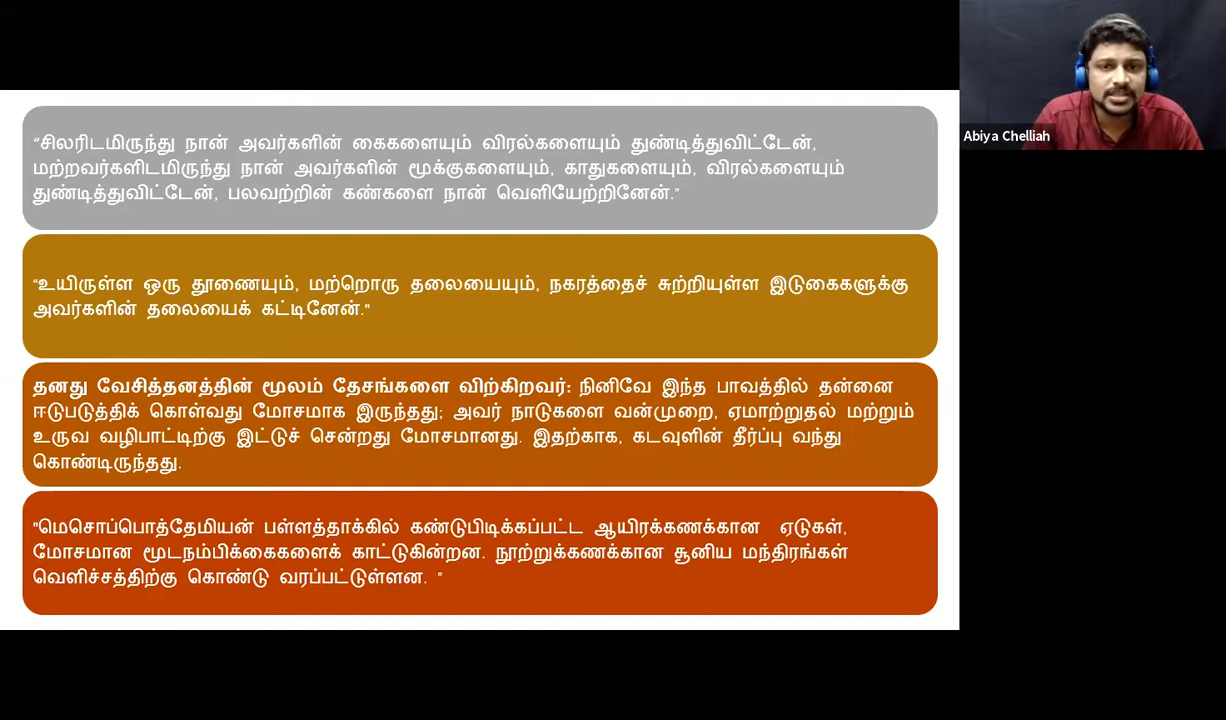 “சிலரிடமிருந்து நான் அவர்களின் கைகளையும் விரல்களையும் துண்டித்துவிட்டேன்,
மற்றவர்களிடமிருந்து நான் அவர்களின் மூக்குகளையும், காதுகளையும், விரல்களையும்
துண்டித்துவிட்டேன், பலவற்றின் கண்களை நான் வெளியேற்றினேன்.”
“உயிருள்ள ஒரு தூணையும், மற்றொரு தலையையும், நகரத்தைச் சுற்றியுள்ள இடுகைகளுக்கு
அவர்களின் தலையைக் கட்டினேன்."
தனது வேசித்தனத்தின் மூலம் தேசங்களை விற்கிறவர்: நினிவே இந்த பாவத்தில் தன்னை
ஈடுபடுத்திக் கொள்வது மோசமாக இருந்தது; அவர் நாடுகளை வன்முறை, ஏமாற்றுதல் மற்றும்
உருவ வழிபாட்டிற்கு இட்டுச் சென்றது மோசமானது. இதற்காக, கடவுளின் தீர்ப்பு வந்து
கொண்டிருந்தது.
"மெசொப்பொத்தேமியன் பள்ளத்தாக்கில் கண்டுபிடிக்கப்பட்ட ஆயிரக்கணக்கான ஏடுகள்,
மோசமான மூடநம்பிக்கைகளைக் காட்டுகின்றன. நூற்றுக்கணக்கான சூனிய மந்திரங்கள்
வெளிச்சத்திற்கு கொண்டு வரப்பட்டுள்ளன. ”
Abiya Chelliah